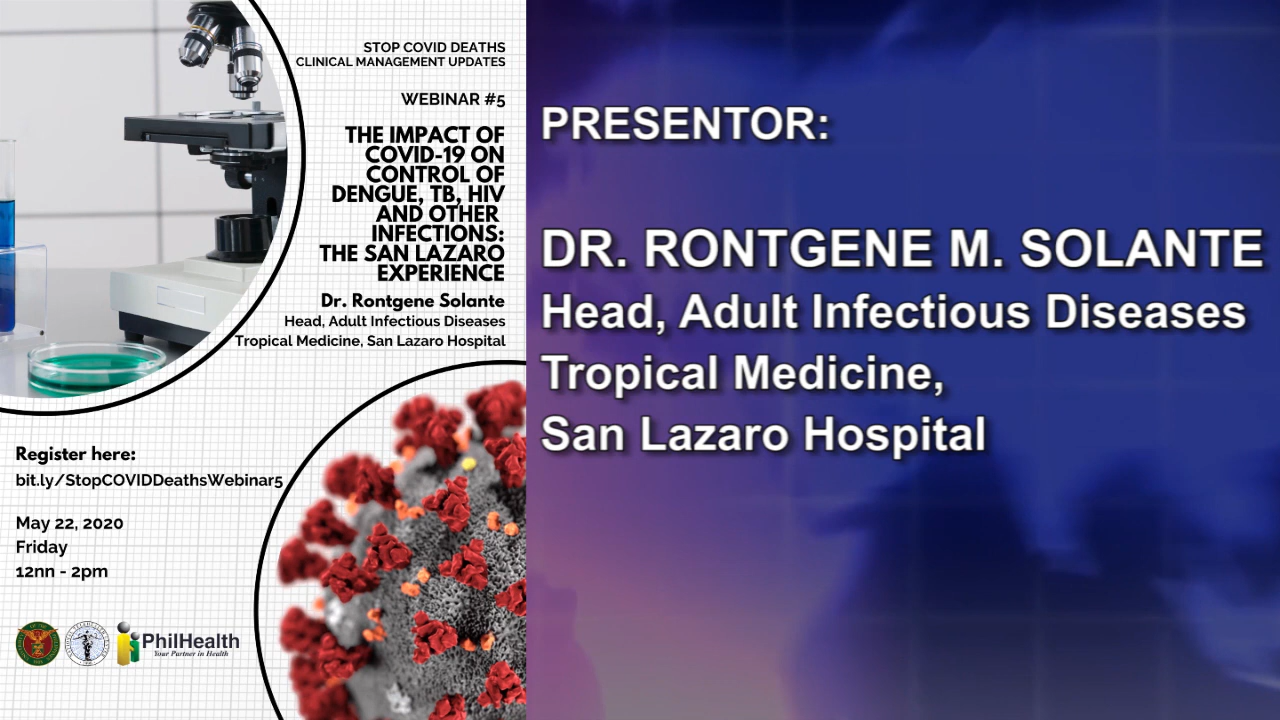 STOP COVID DEATHS
CLINICAL MANAGEMENT UPDATES
WEBINAR #5
THE IMPACT OF
COVID-19 ON
CONTROL OF
DENGUE, TB, HIV
AND OTHER
INFECTIONS:
THE SAN LAZARO
EXPERIENCE
Dr. Rontgene Solante
Head, Adult Infectious Diseases
Tropical Medicine, San Lazaro Hospital
Register here:
bit.ly/StopCOVIDDeathsWebinar5
May 22, 2020
Friday
12nn - 2pm
PhilHealth
Your Partner in Health
PRESENTOR:
DR. RONTGENE M. SOLANTE
Head, Adult Infectious Diseases
Tropical Medicine,
San Lazaro Hospital